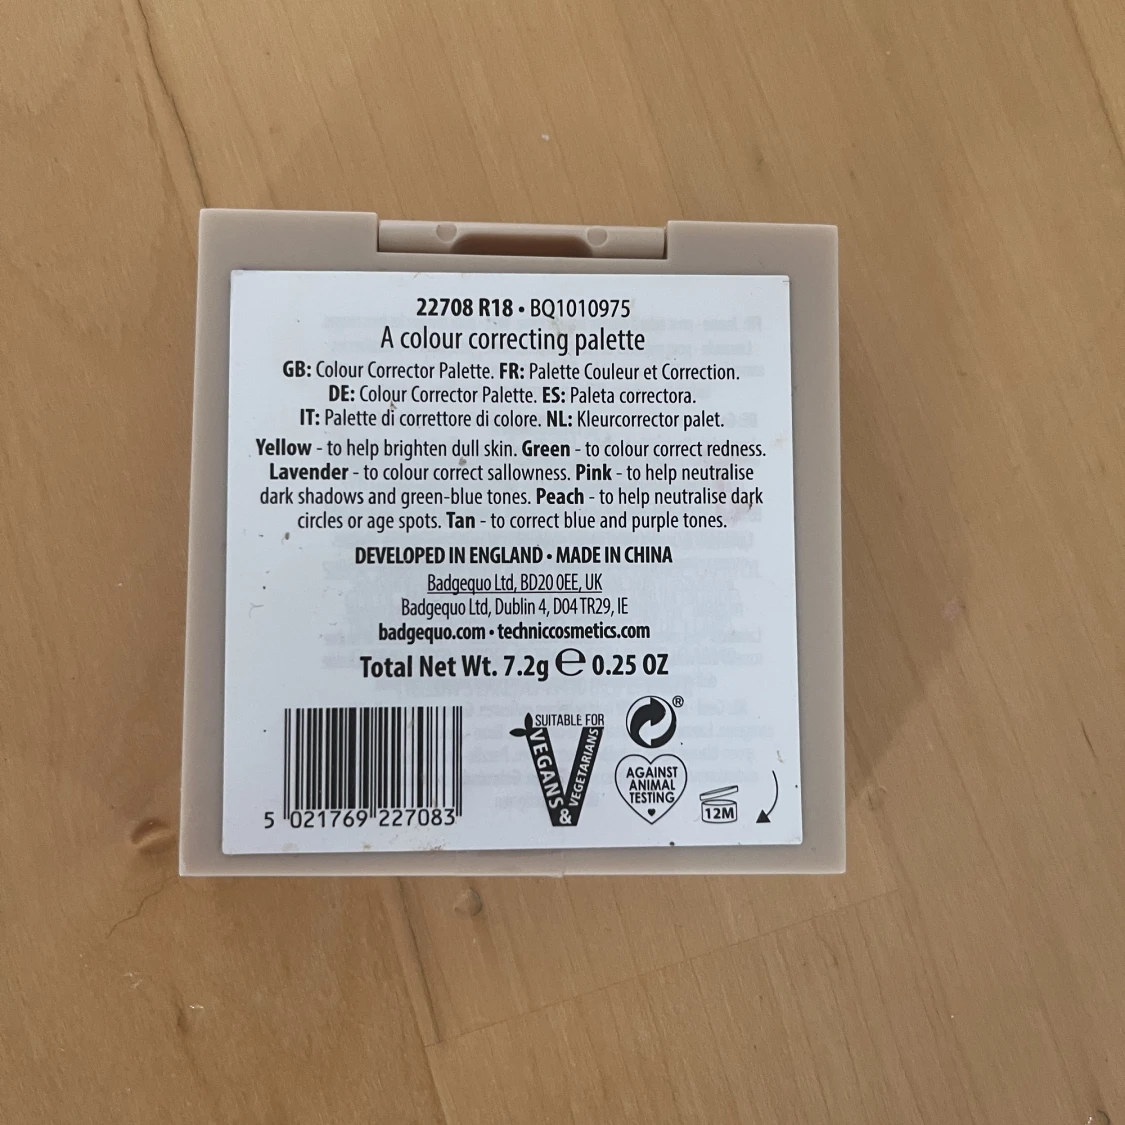 22708 R18 • BQ1010975
A colour correcting palette
GB: Colour Corrector Palette. FR: Palette Couleur et Correction.
DE: Colour Corrector Palette. ES: Paleta correctora.
IT: Palette di correttore di colore. NL: Kleurcorrector palet.
Yellow - to help brighten dull skin. Green - to colour correct redness.
Lavender - to colour correct sallowness. Pink - to help neutralise
dark shadows and green-blue tones. Peach - to help neutralise dark
circles or age spots. Tan - to correct blue and purple tones.
DEVELOPED IN ENGLAND • MADE IN CHINA
Badgequo Ltd, BD20 0EE, UK
Badgequo Ltd, Dublin 4, D04 TR29, IE
badgequo.com • techniccosmetics.com
Total Net Wt. 7.2g ℮ 0.25 OZ
5 021769 227083
SUITABLE FOR
VEGANS
&
VEGETARIANS
®
AGAINST
ANIMAL
TESTING
12M